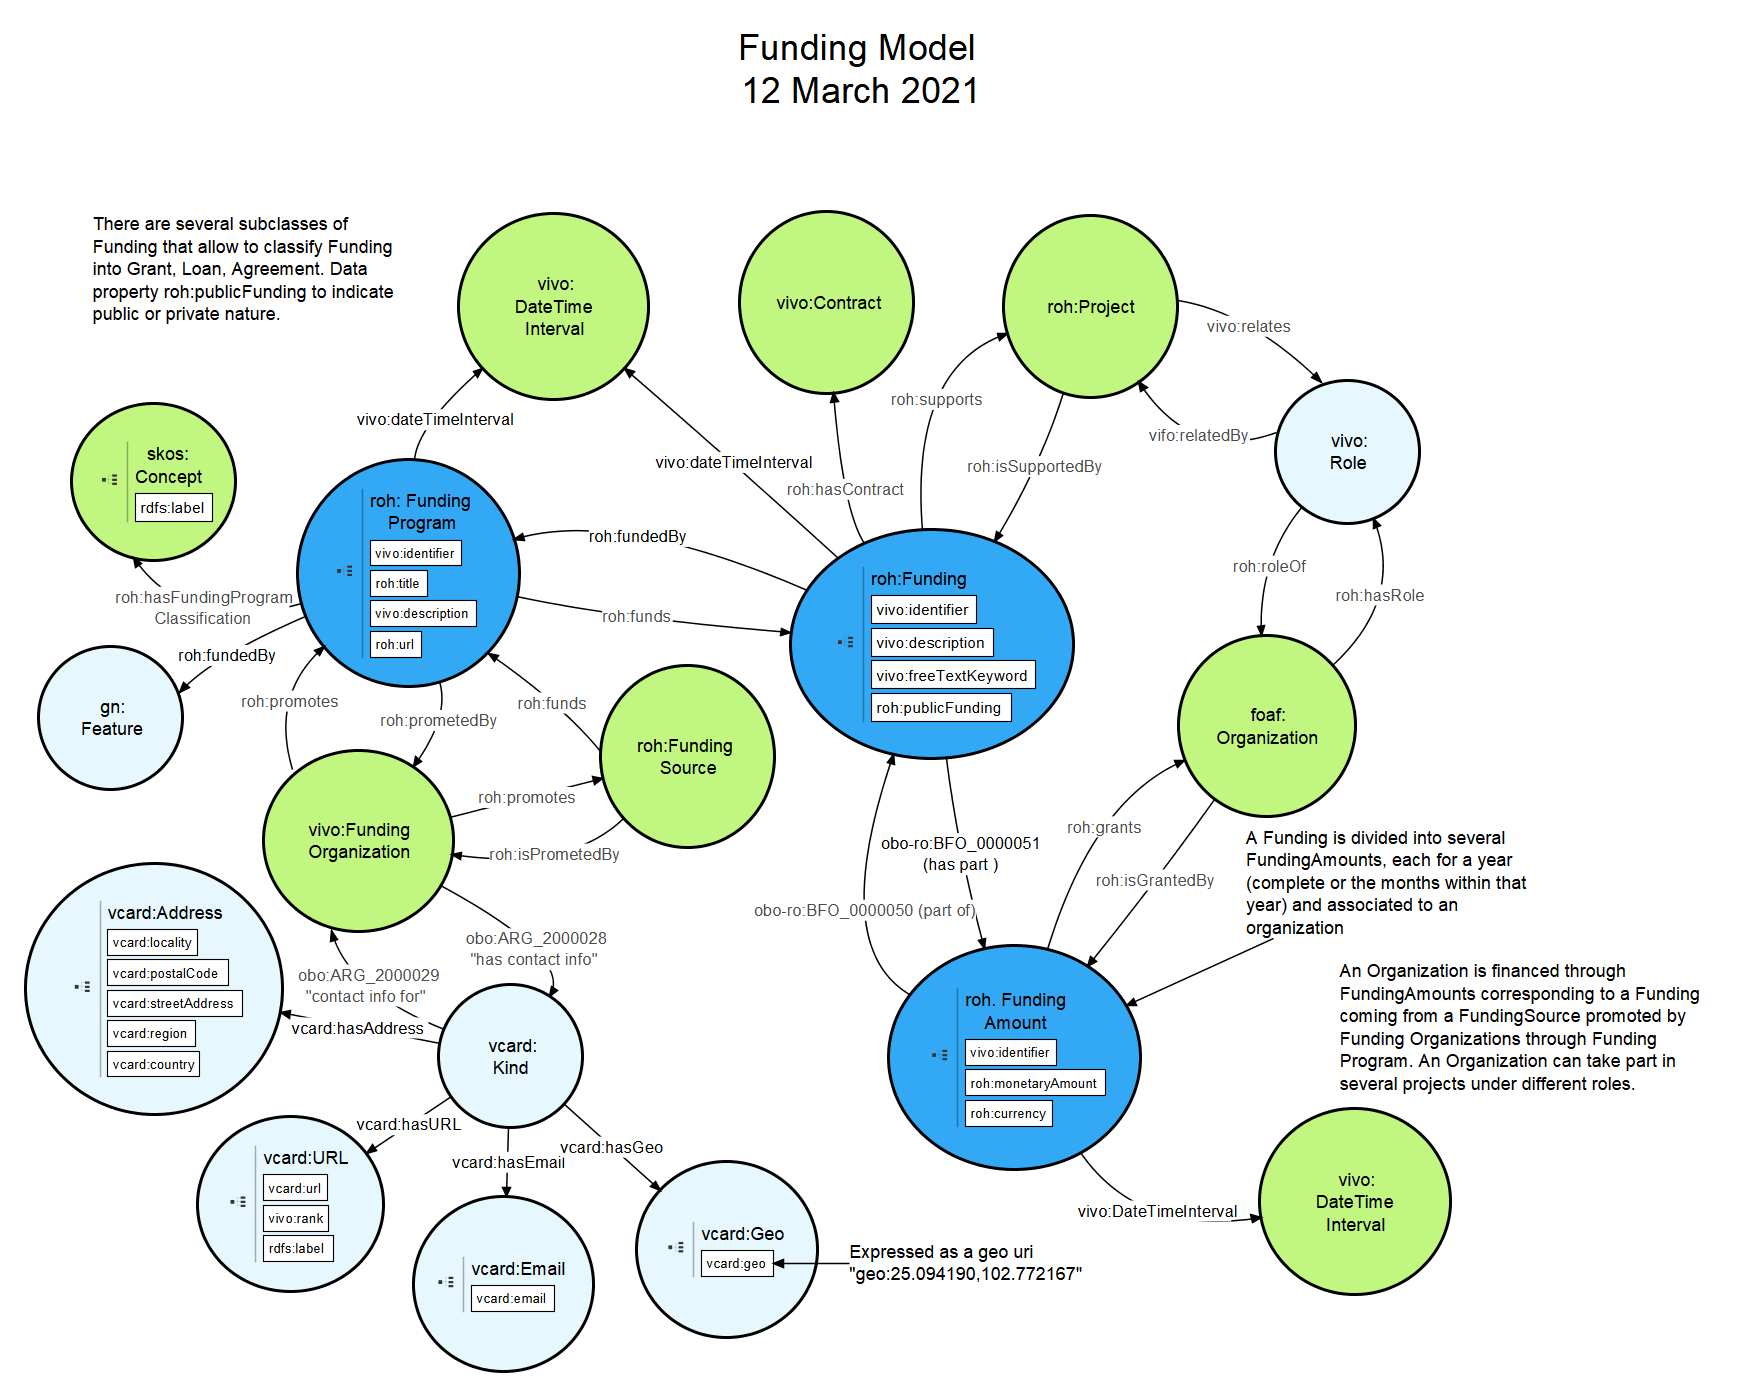 Funding Model
12 March 2021
There are several subclasses of
Funding that allow to classify Funding
into Grant, Loan, Agreement. Data
property roh:publicFunding to indicate
public or private nature.
vivo:
DateTime
Interval
vivo:Contract
roh:Project
vivo:relates
vifo:relatedBy
vivo:
Role
roh:supports
roh:isSupportedBy
vivo:dateTimeInterval
vivo:dateTimeInterval
roh:hasContract
skos:
Concept
rdfs:label
roh:hasFundingProgram
Classification
roh: Funding
Program
vivo:identifier
roh:title
vivo:description
roh:url
roh:fundedBy
roh:funds
roh:Funding
vivo:identifier
vivo:description
vivo:freeTextKeyword
roh:publicFunding
roh:roleOf
roh:hasRole
roh:fundedBy
gn:
Feature
roh:promotes
roh:prometedBy
roh:funds
roh:Funding
Source
foaf:
Organization
vivo:Funding
Organization
roh:promotes
roh:isPrometedBy
obo-ro:BFO_0000051
(has part )
obo-ro:BFO_0000050 (part of)
roh:grants
roh:isGrantedBy
A Funding is divided into several
FundingAmounts, each for a year
(complete or the months within that
year) and associated to an
organization
An Organization is financed through
FundingAmounts corresponding to a Funding
coming from a FundingSource promoted by
Funding Organizations through Funding
Program. An Organization can take part in
several projects under different roles.
vcard:Address
vcard:locality
vcard:postalCode
vcard:streetAddress
vcard:region
vcard:country
obo:ARG_2000028
"has contact info"
obo:ARG_2000029
"contact info for"
vcard:hasAddress
vcard:
Kind
roh. Funding
Amount
vivo:identifier
roh:monetaryAmount
roh:currency
vcard:hasURL
vcard:hasEmail
vcard:hasGeo
vcard:URL
vcard:url
vivo:rank
rdfs:label
vcard:Email
vcard:email
vcard:Geo
vcard:geo
Expressed as a geo uri
"geo:25.094190,102.772167"
vivo:DateTimeInterval
vivo:
DateTime
Interval